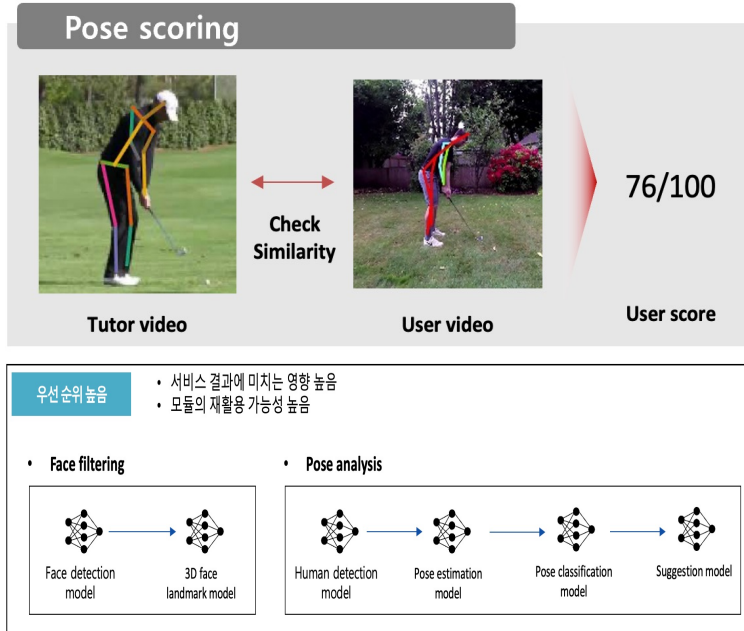 Pose scoring
Check
Similarity
76/100
Tutor video
User video
User score
우선 순위 높음
• 서비스 결과에 미치는 영향 높음
• 모듈의 재활용 가능성 높음
• Face filtering
• Pose analysis
Face detection
model
3D face
landmark model
Human detection
model
Pose estimation
model
Pose classification
model
Suggestion model